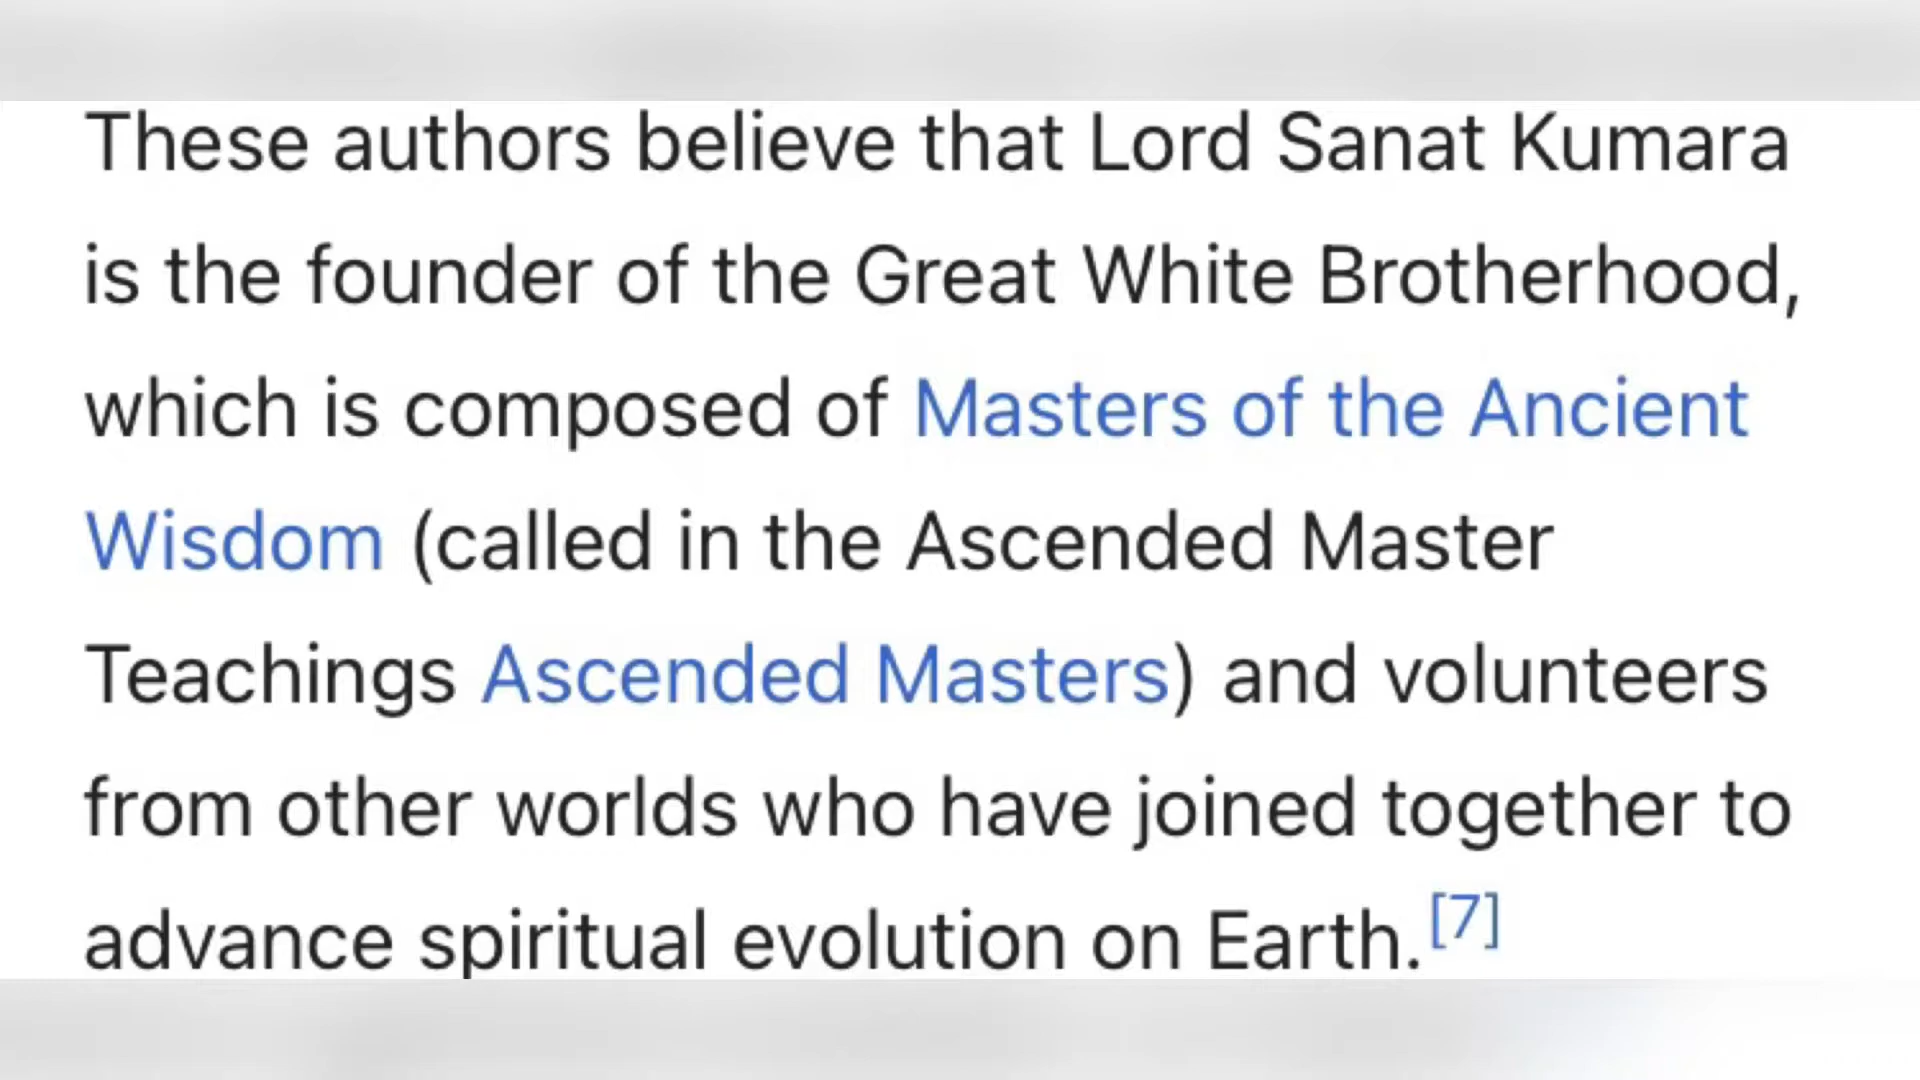 These authors believe that Lord Sanat Kumara
is the founder of the Great White Brotherhood,
which is composed of Masters of the Ancient
Wisdom (called in the Ascended Master
Teachings Ascended Masters) and volunteers
from other worlds who have joined together to
advance spiritual evolution on Earth.[7]